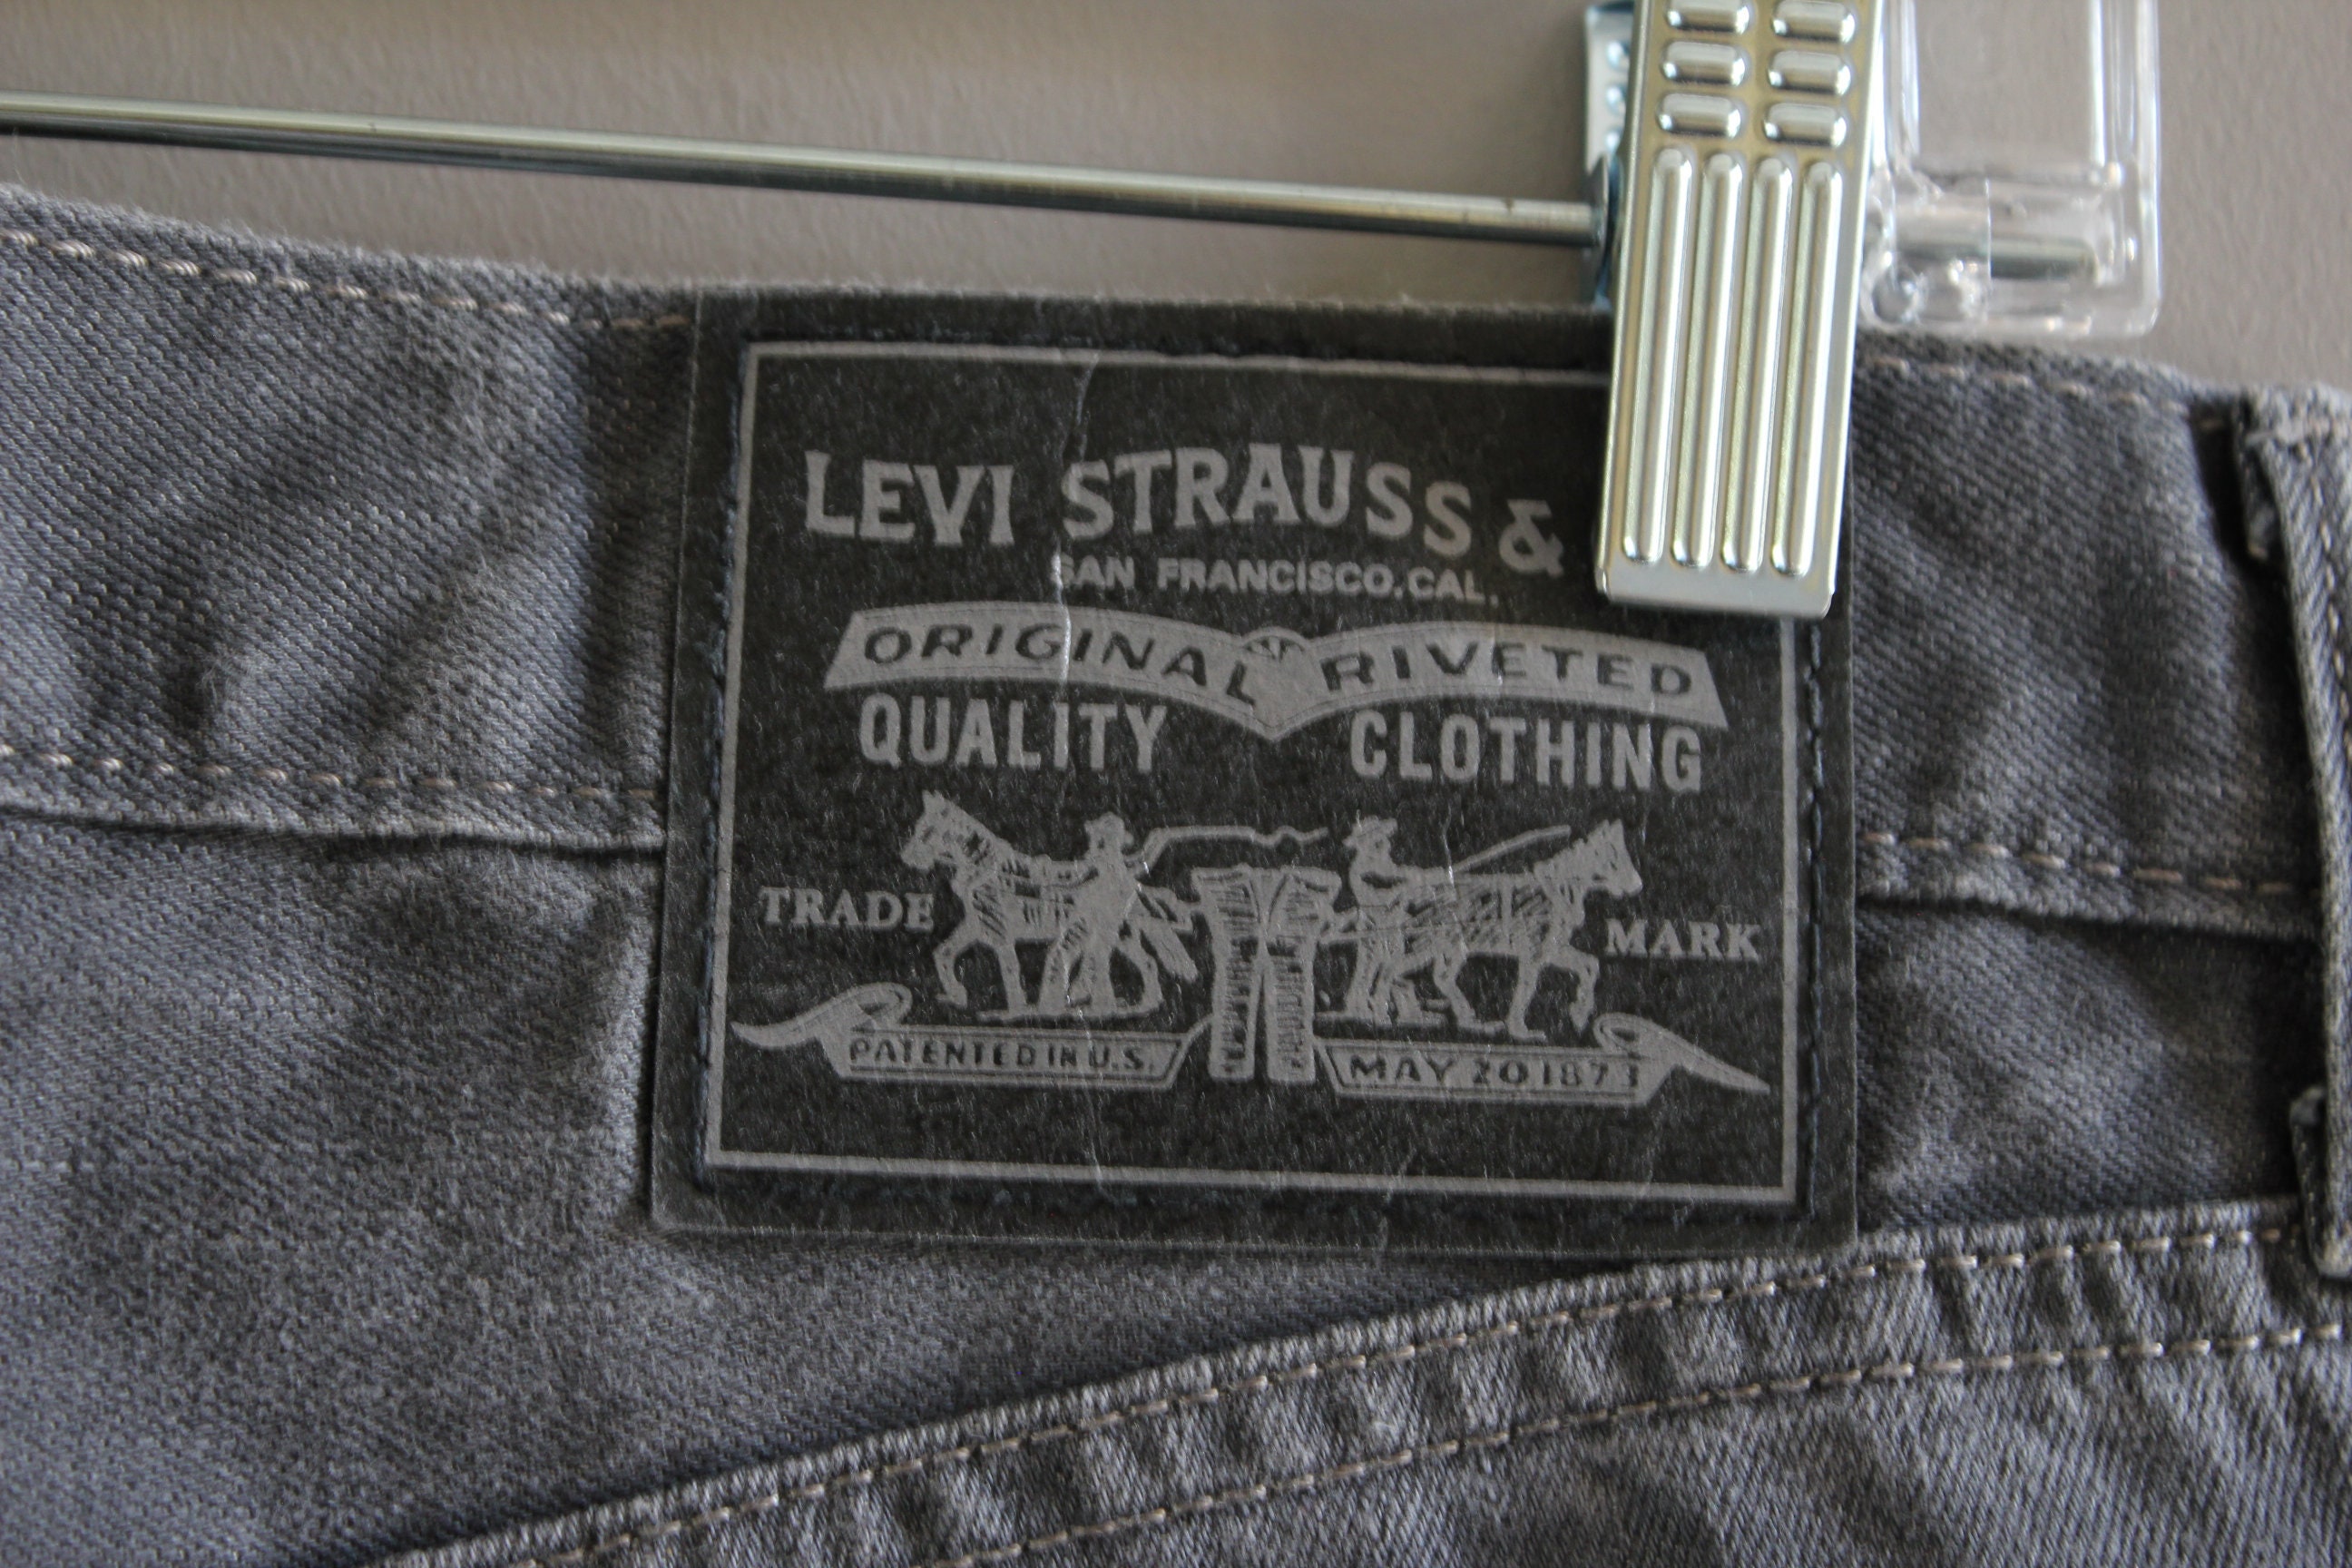 LEVI STRAUSS &
SAN FRANCISCO, CAL.
ORIGINAL RIVETED
QUALITY CLOTHING
TRADE MARK
PATENTED IN U.S. MAY 20 1873